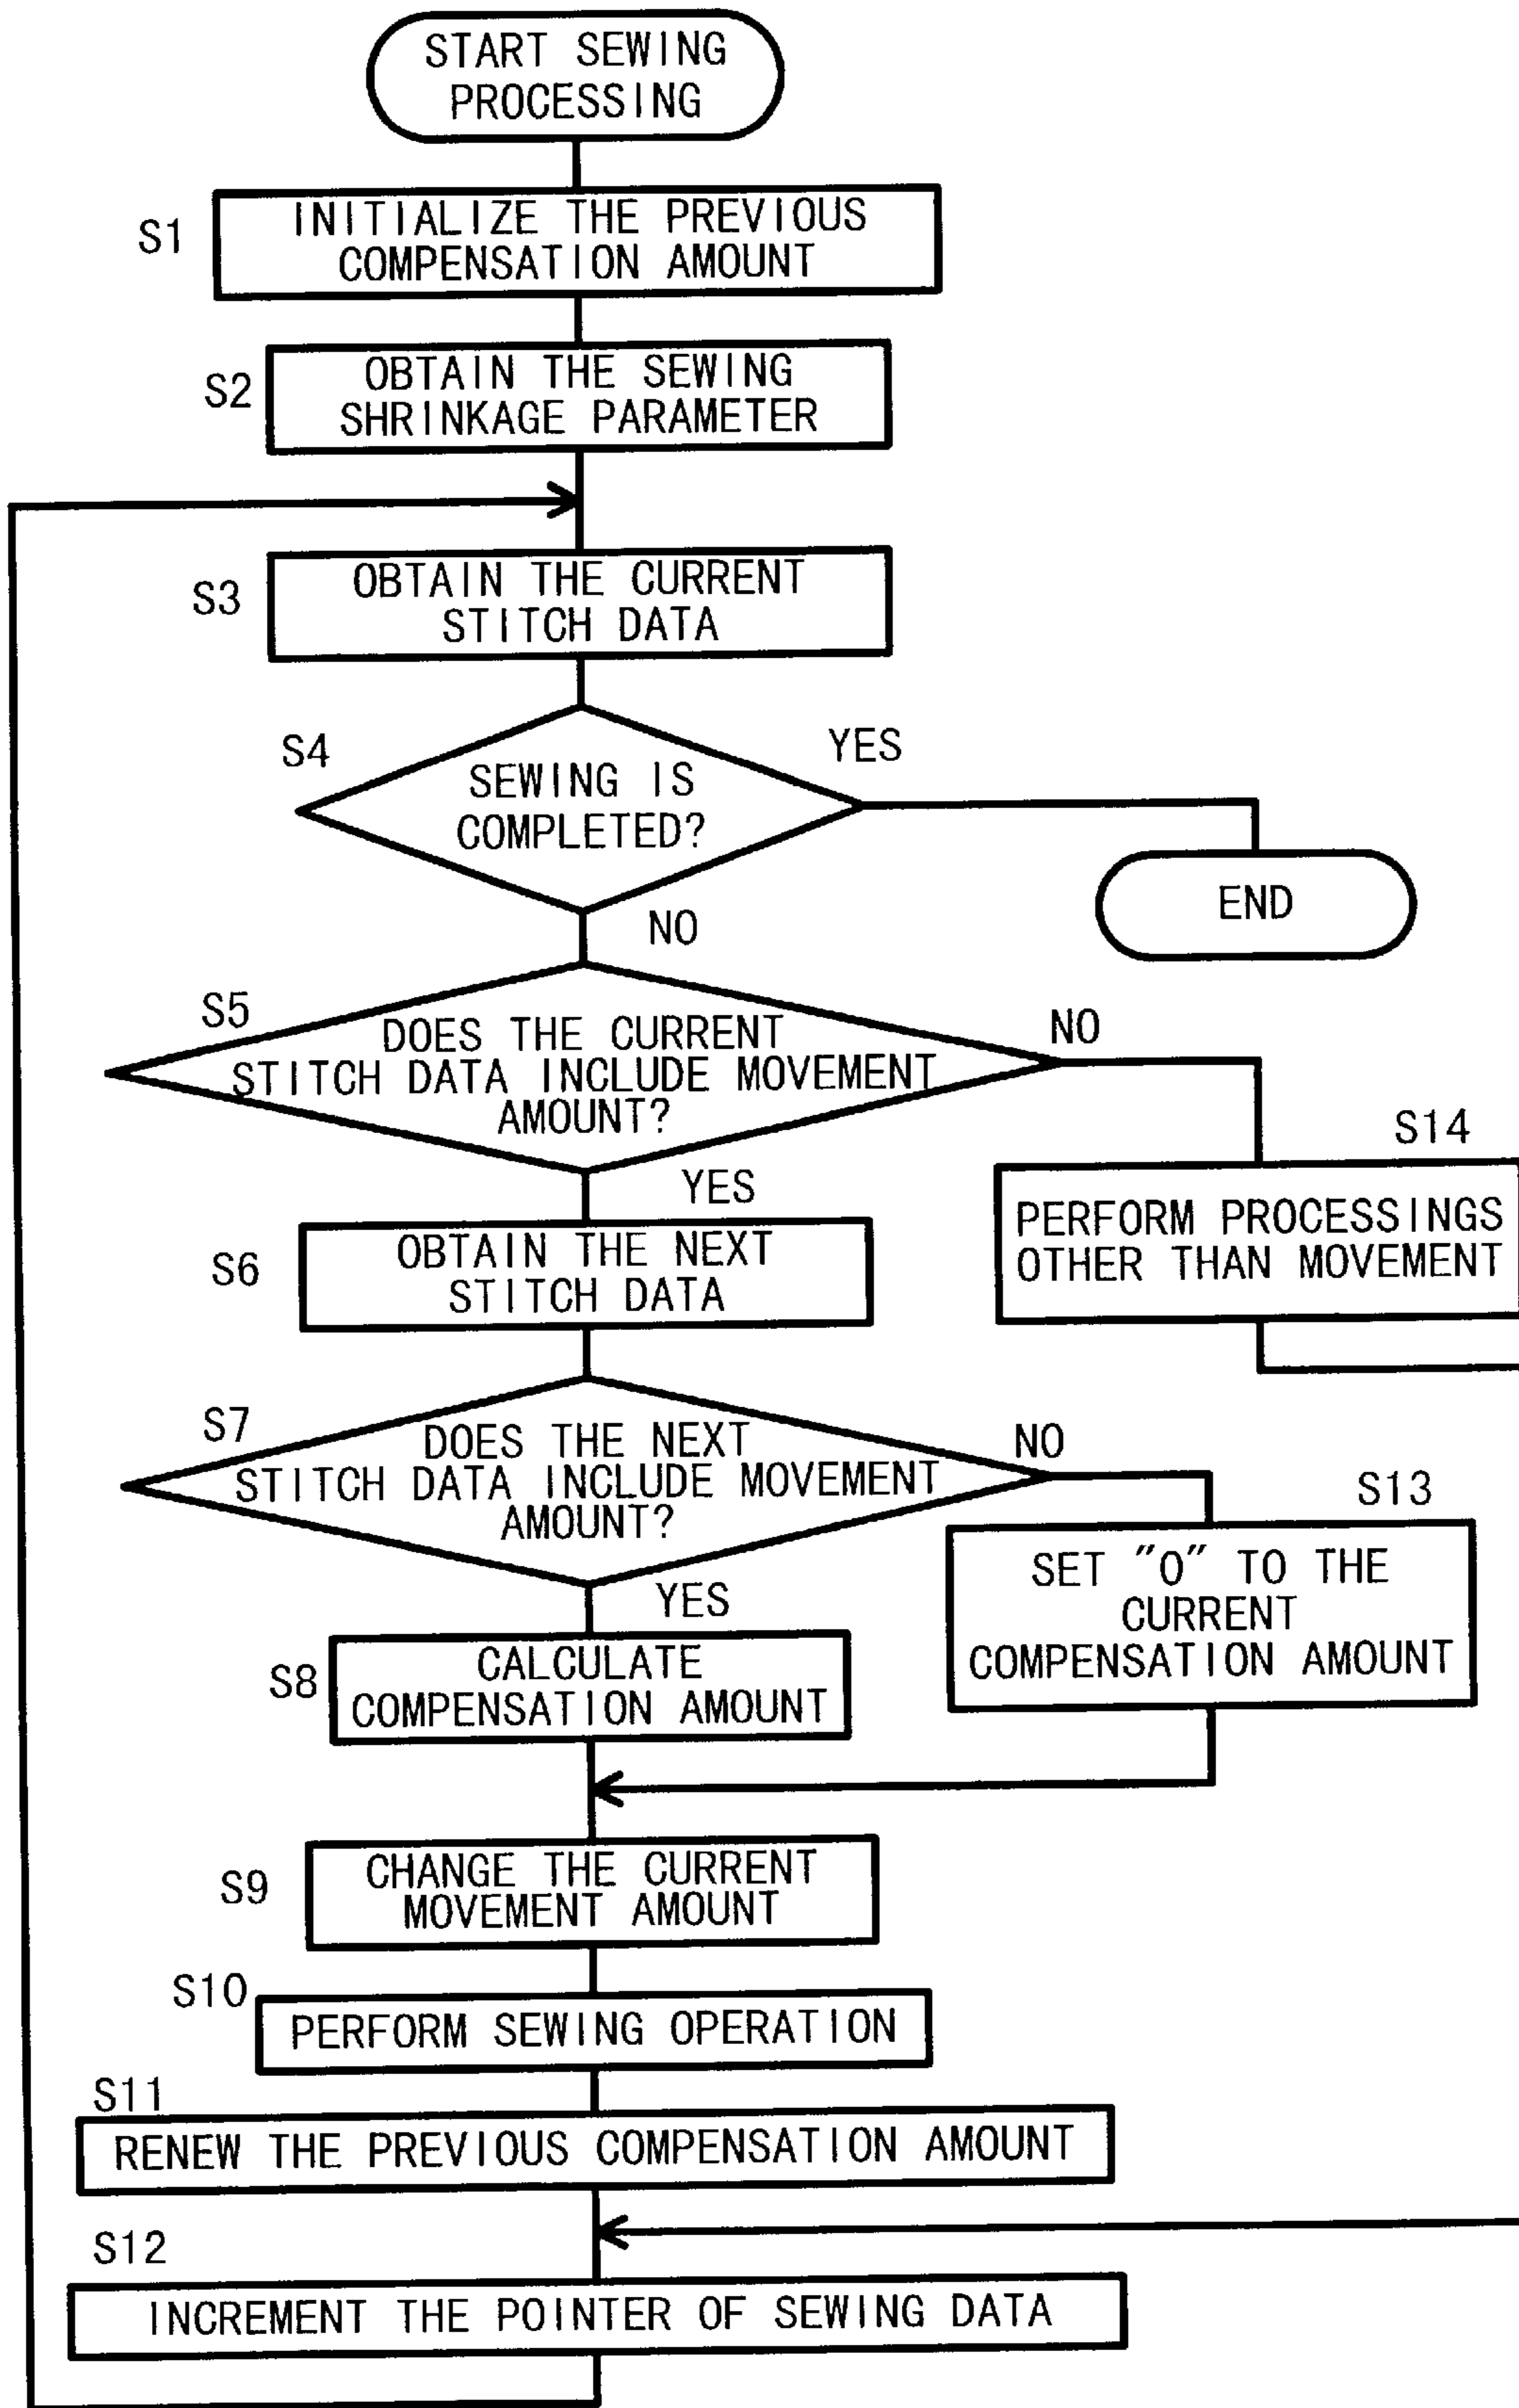 START SEWING
PROCESSING
S1
INITIALIZE THE PREVIOUS
COMPENSATION AMOUNT
S2
OBTAIN THE SEWING
SHRINKAGE PARAMETER
S3
OBTAIN THE CURRENT
STITCH DATA
S4
SEWING IS
COMPLETED?
YES
END
NO
S5
DOES THE CURRENT
STITCH DATA INCLUDE MOVEMENT
AMOUNT?
NO
S14
PERFORM PROCESSINGS
OTHER THAN MOVEMENT
YES
S6
OBTAIN THE NEXT
STITCH DATA
S7
DOES THE NEXT
STITCH DATA INCLUDE MOVEMENT
AMOUNT?
NO
S13
SET "0" TO THE
CURRENT
COMPENSATION AMOUNT
YES
S8
CALCULATE
COMPENSATION AMOUNT
S9
CHANGE THE CURRENT
MOVEMENT AMOUNT
S10
PERFORM SEWING OPERATION
S11
RENEW THE PREVIOUS COMPENSATION AMOUNT
S12
INCREMENT THE POINTER OF SEWING DATA